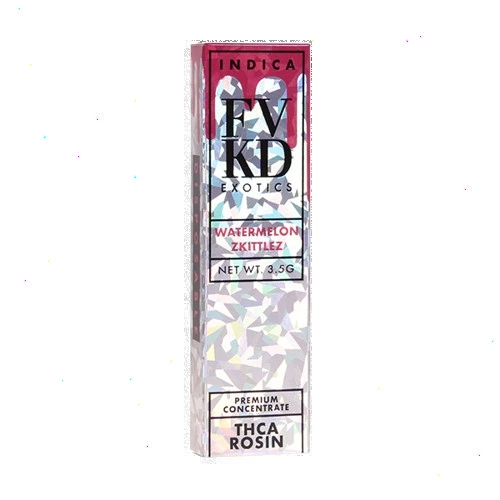 INDICA
FV
KD
EXOTICS
WATERMELON
ZKITTLEZ
NET WT. 3.5G
PREMIUM
CONCENTRATE
THCA
ROSIN